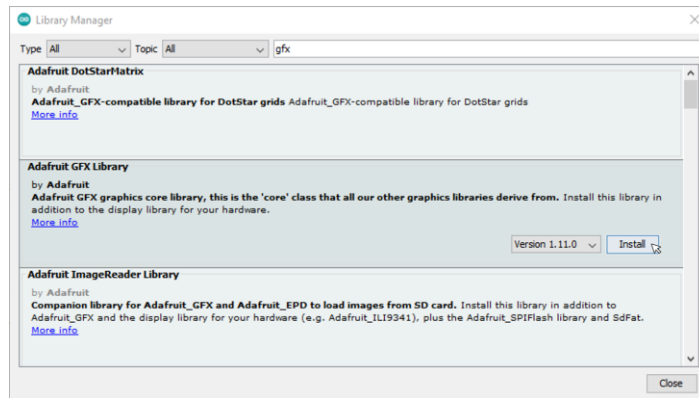 Library Manager
Type All Topic All gfx
Adafruit DotStarMatrix
by Adafruit
Adafruit_GFX-compatible library for DotStar grids Adafruit_GFX-compatible library for DotStar grids
More info
Adafruit GFX Library
by Adafruit
Adafruit GFX graphics core library, this is the 'core' class that all our other graphics libraries derive from. Install this library in
addition to the display library for your hardware.
More info
Version 1.11.0 Install
Adafruit ImageReader Library
by Adafruit
Companion library for Adafruit_GFX and Adafruit_EPD to load images from SD card. Install this library in addition to
Adafruit_GFX and the display library for your hardware (e.g. Adafruit_ILI9341), plus the Adafruit_SPIFlash library and SdFat.
More info
Close